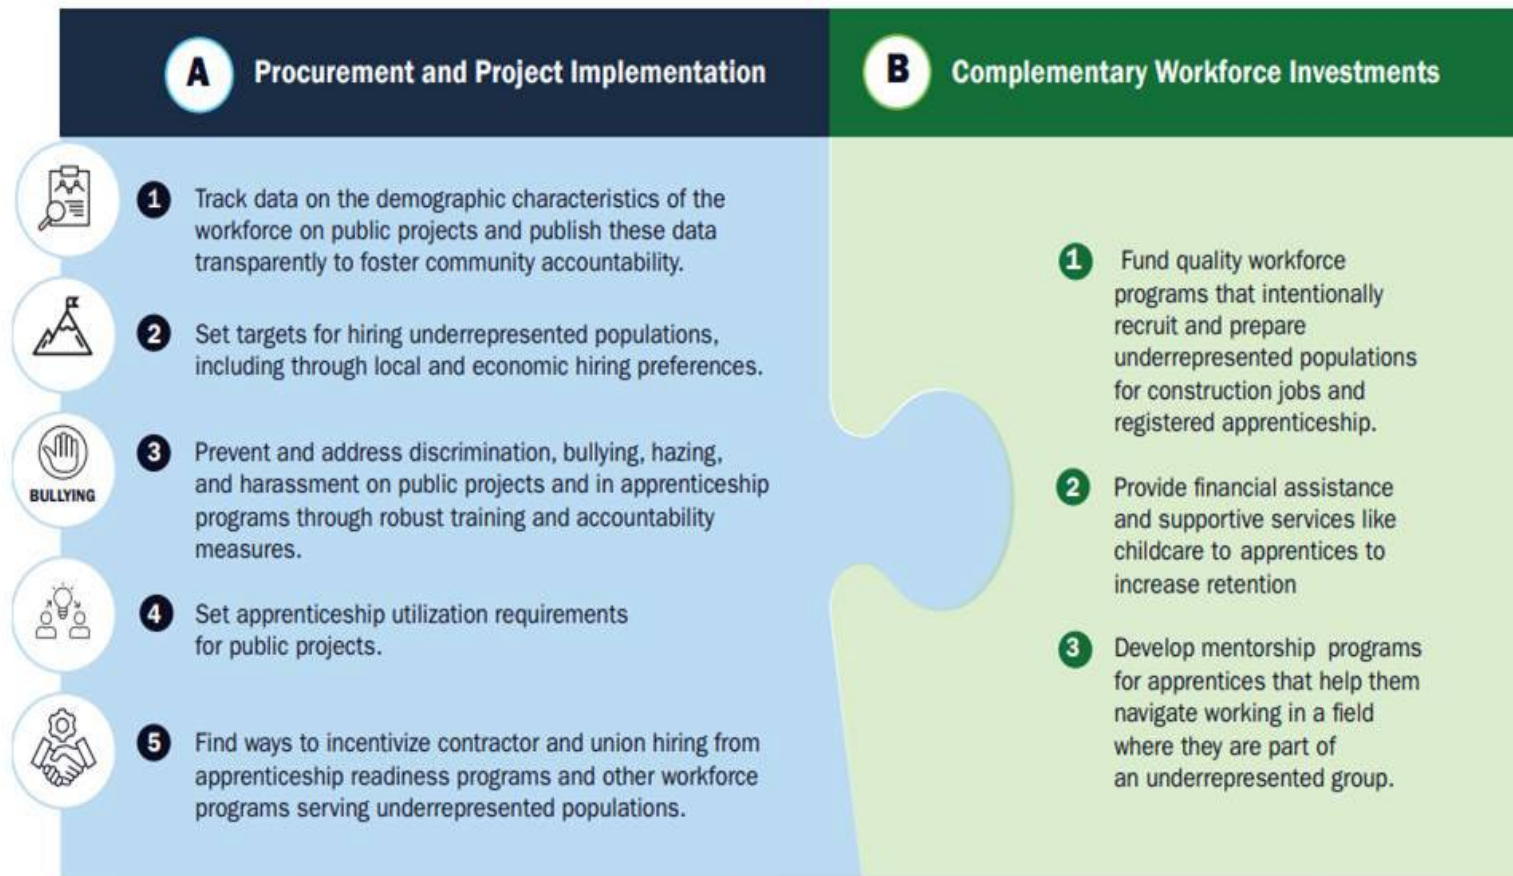 A Procurement and Project Implementation
1 Track data on the demographic characteristics of the
workforce on public projects and publish these data
transparently to foster community accountability.
2 Set targets for hiring underrepresented populations,
including through local and economic hiring preferences.
BULLYING
3 Prevent and address discrimination, bullying, hazing,
and harassment on public projects and in apprenticeship
programs through robust training and accountability
measures.
4 Set apprenticeship utilization requirements
for public projects.
5 Find ways to incentivize contractor and union hiring from
apprenticeship readiness programs and other workforce
programs serving underrepresented populations.
B Complementary Workforce Investments
1 Fund quality workforce
programs that intentionally
recruit and prepare
underrepresented populations
for construction jobs and
registered apprenticeship.
2 Provide financial assistance
and supportive services like
childcare to apprentices to
increase retention
3 Develop mentorship programs
for apprentices that help them
navigate working in a field
where they are part of
an underrepresented group.